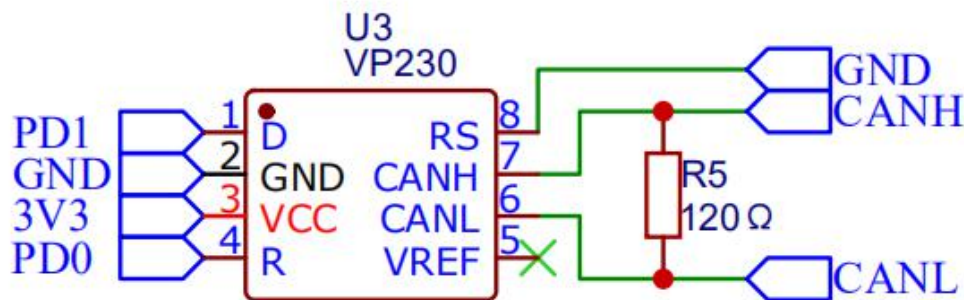 U3
VP230
PD1 1 D RS 8 GND
GND 2 GND CANH 7 CANH
3V3 3 VCC CANL 6 R5
120Ω
PD0 4 R VREF 5 CANL